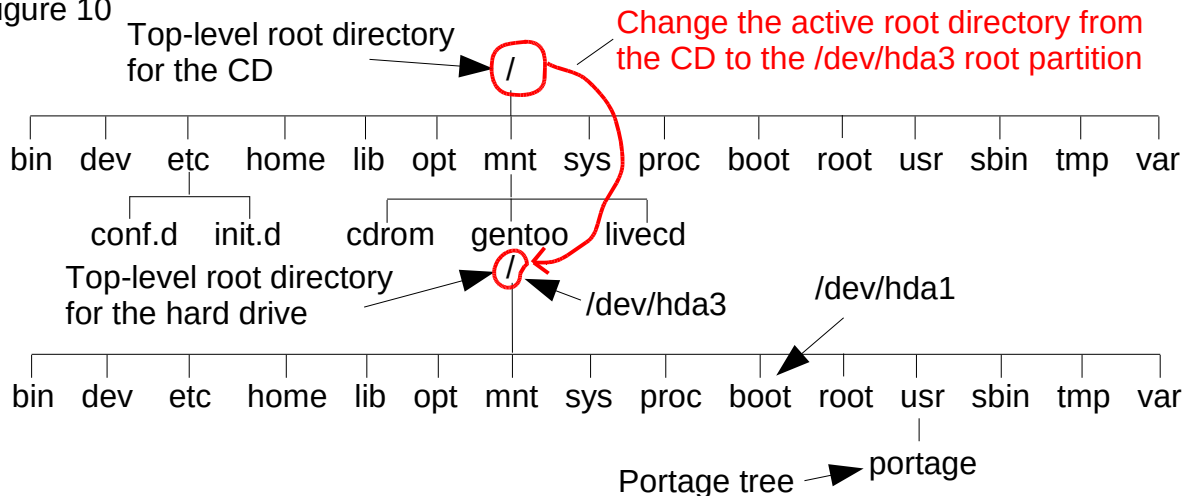 igure 10
Top-level root directory
for the CD
/
Change the active root directory from
the CD to the /dev/hda3 root partition
bin dev etc home lib opt mnt sys proc boot root usr sbin tmp var
conf.d init.d cdrom gentoo livecd
Top-level root directory
for the hard drive
/
/dev/hda3
/dev/hda1
bin dev etc home lib opt mnt sys proc boot root usr sbin tmp var
Portage tree
portage